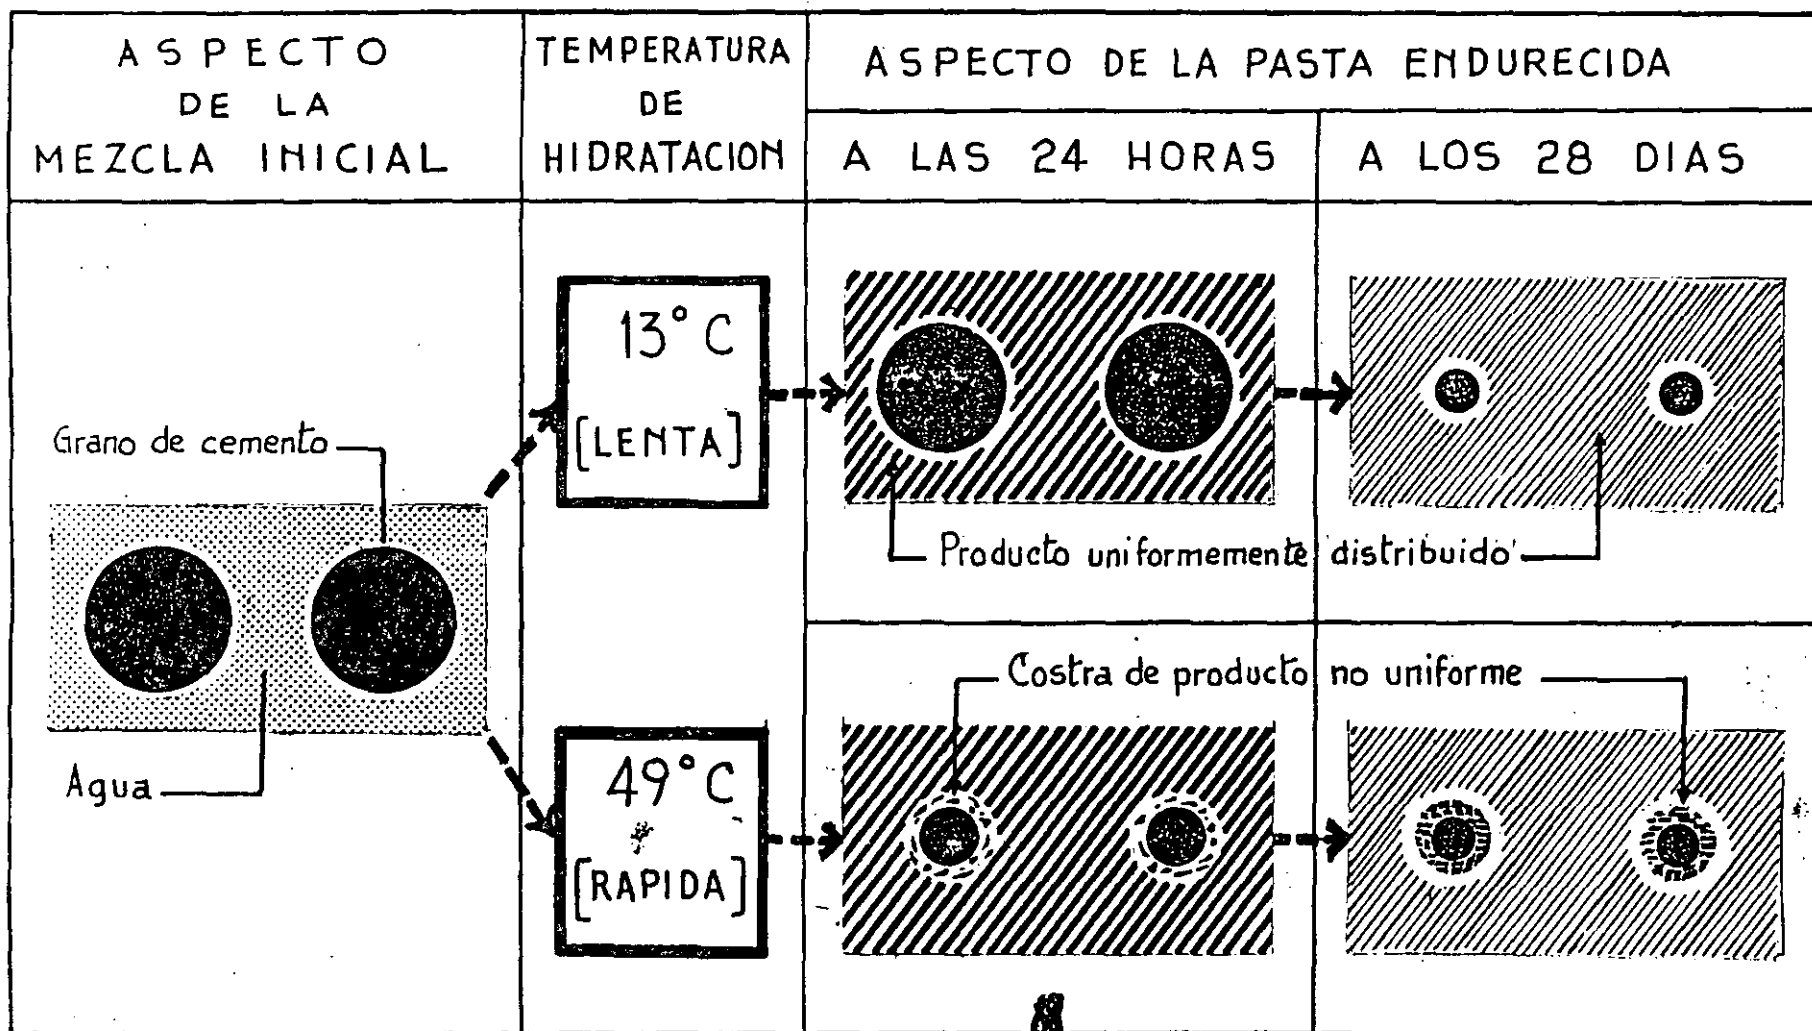 ASPECTO
DE LA
MEZCLA INICIAL
TEMPERATURA
DE
HIDRATACION
ASPECTO DE LA PASTA ENDURECIDA
A LAS 24 HORAS
A LOS 28 DIAS
Grano de cemento
Agua
13°C
[LENTA]
Producto uniformemente distribuido
49°C
[RAPIDA]
Costra de producto no uniforme